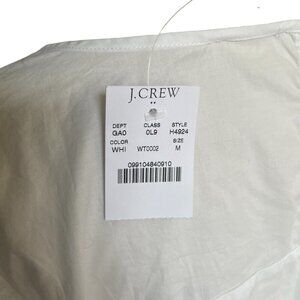 J.CREW
DEPT CLASS STYLE
GA0 0L9 H4924
COLOR SIZE
WHI WT0002 M
099104840910